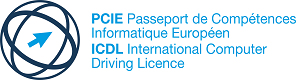 PCIE Passeport de Compétences
Informatique Européen
ICDL International Computer
Driving Licence